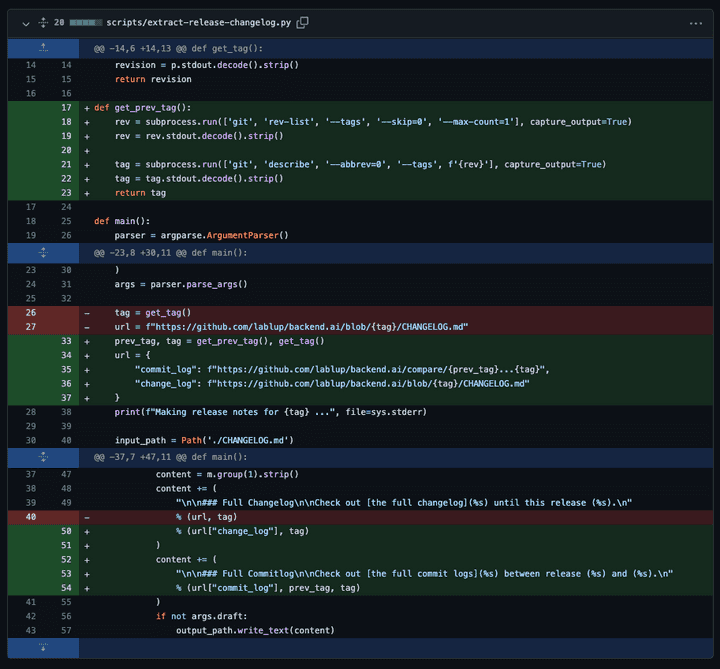 20 scripts/extract-release-changelog.py ...
@@ -14,6 +14,13 @@ def get_tag():
14 14 revision = p.stdout.decode().strip()
15 15 return revision
16 16
17 + def get_prev_tag():
18 + rev = subprocess.run(['git', 'rev-list', '--tags', '--skip=0', '--max-count=1'], capture_output=True)
19 + rev = rev.stdout.decode().strip()
20 +
21 + tag = subprocess.run(['git', 'describe', '--abbrev=0', '--tags', f'{rev}'], capture_output=True)
22 + tag = tag.stdout.decode().strip()
23 + return tag
17 24
18 25 def main():
19 26 parser = argparse.ArgumentParser()
@@ -23,8 +30,11 @@ def main():
23 30 )
24 31 args = parser.parse_args()
25 32
26 - tag = get_tag()
27 - url = f"https://github.com/lablup/backend.ai/blob/{tag}/CHANGELOG.md"
33 + prev_tag, tag = get_prev_tag(), get_tag()
34 + url = {
35 + "commit_log": f"https://github.com/lablup/backend.ai/compare/{prev_tag}...{tag}",
36 + "change_log": f"https://github.com/lablup/backend.ai/blob/{tag}/CHANGELOG.md"
37 + }
28 38 print(f"Making release notes for {tag} ...", file=sys.stderr)
29 39
30 40 input_path = Path('./CHANGELOG.md')
@@ -37,7 +47,11 @@ def main():
37 47 content = m.group(1).strip()
38 48 content += (
39 49 "\n\n### Full Changelog\n\nCheck out [the full changelog](%s) until this release (%s).\n"
40 - % (url, tag)
50 + % (url["change_log"], tag)
51 + )
52 + content += (
53 + "\n\n### Full Commitlog\n\nCheck out [the full commit logs](%s) between release (%s) and (%s).\n"
54 + % (url["commit_log"], prev_tag, tag)
41 55 )
42 56 if not args.draft:
43 57 output_path.write_text(content)